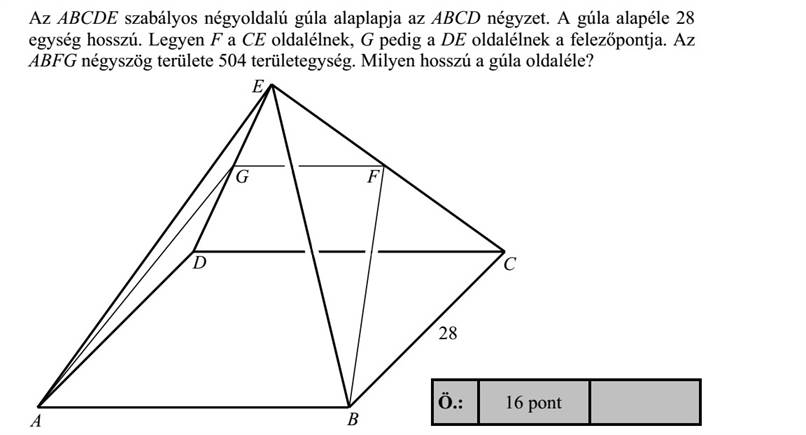 Az ABCDE szabályos négyoldalú gúla alaplapja az ABCD négyzet. A gúla alapéle 28
egység hosszú. Legyen F a CE oldalélnek, G pedig a DE oldalélnek a felezőpontja. Az
ABFG négyszög területe 504 területegység. Milyen hosszú a gúla oldaléle?
E
G
F
D
C
28
Ö.: 16 pont
A
B